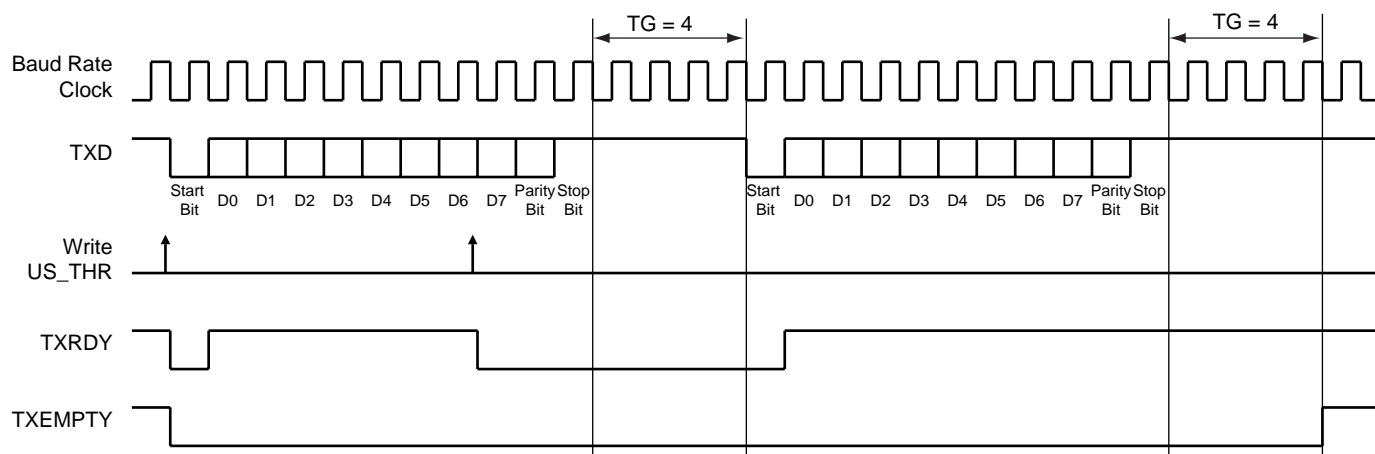 TG = 4
TG = 4
Baud Rate
Clock
TXD
Start
Bit
D0
D1
D2
D3
D4
D5
D6
D7
Parity
Bit
Stop
Bit
Start
Bit
D0
D1
D2
D3
D4
D5
D6
D7
Parity
Bit
Stop
Bit
Write
US_THR
TXRDY
TXEMPTY